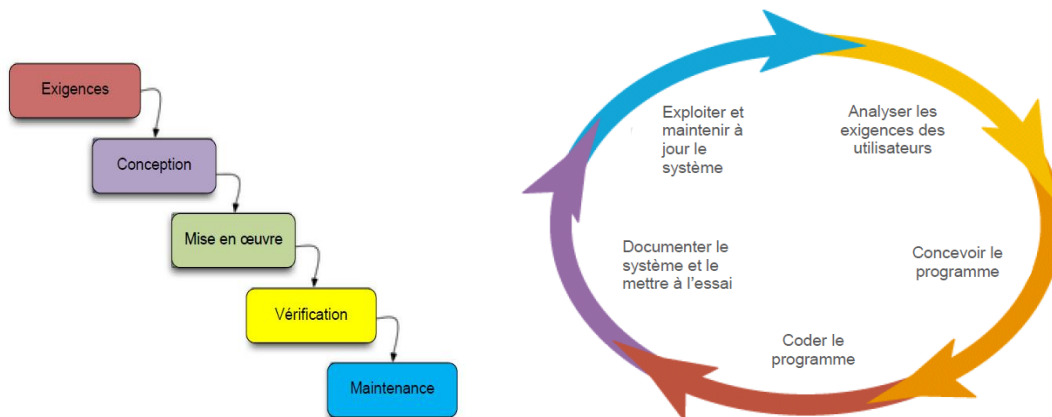 Exigences
Conception
Mise en œuvre
Vérification
Maintenance
Exploiter et
maintenir à
jour le
système
Analyser les
exigences des
utilisateurs
Documenter le
système et le
mettre à l’essai
Concevoir le
programme
Coder le
programme